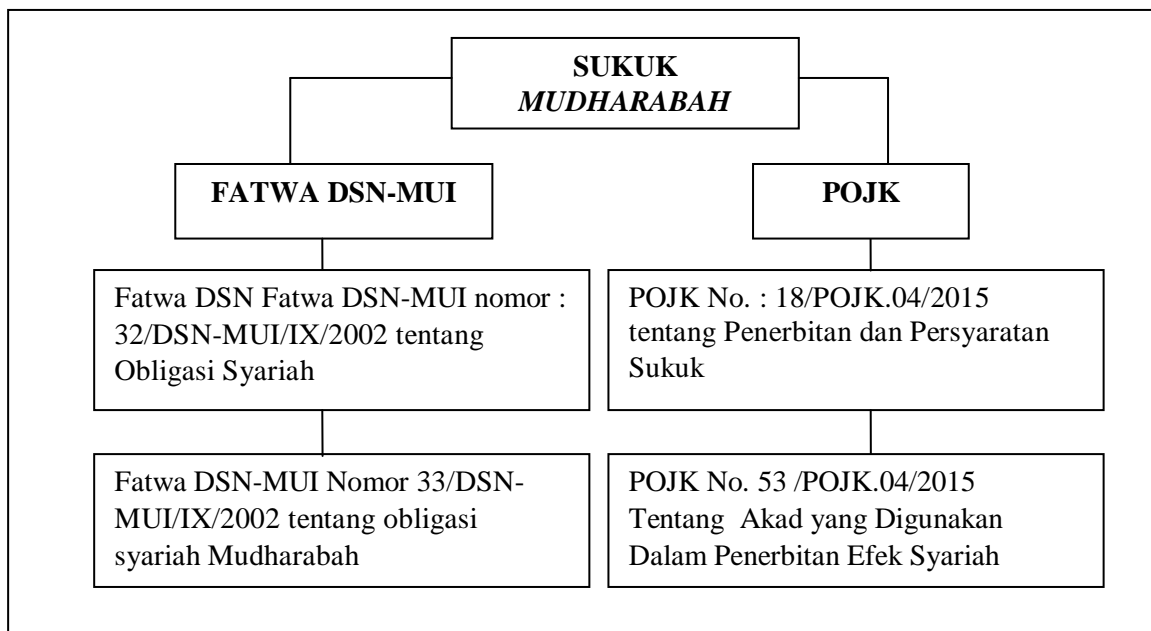 SUKUK
MUDHARABAH
FATWA DSN-MUI
POJK
Fatwa DSN Fatwa DSN-MUI nomor :
32/DSN-MUI/IX/2002 tentang
Obligasi Syariah
POJK No. : 18/POJK.04/2015
tentang Penerbitan dan Persyaratan
Sukuk
Fatwa DSN-MUI Nomor 33/DSN-
MUI/IX/2002 tentang obligasi
syariah Mudharabah
POJK No. 53 /POJK.04/2015
Tentang Akad yang Digunakan
Dalam Penerbitan Efek Syariah